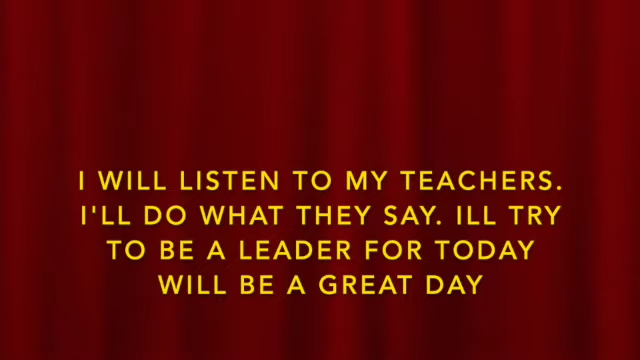 I WILL LISTEN TO MY TEACHERS.
I'LL DO WHAT THEY SAY. ILL TRY
TO BE A LEADER FOR TODAY
WILL BE A GREAT DAY